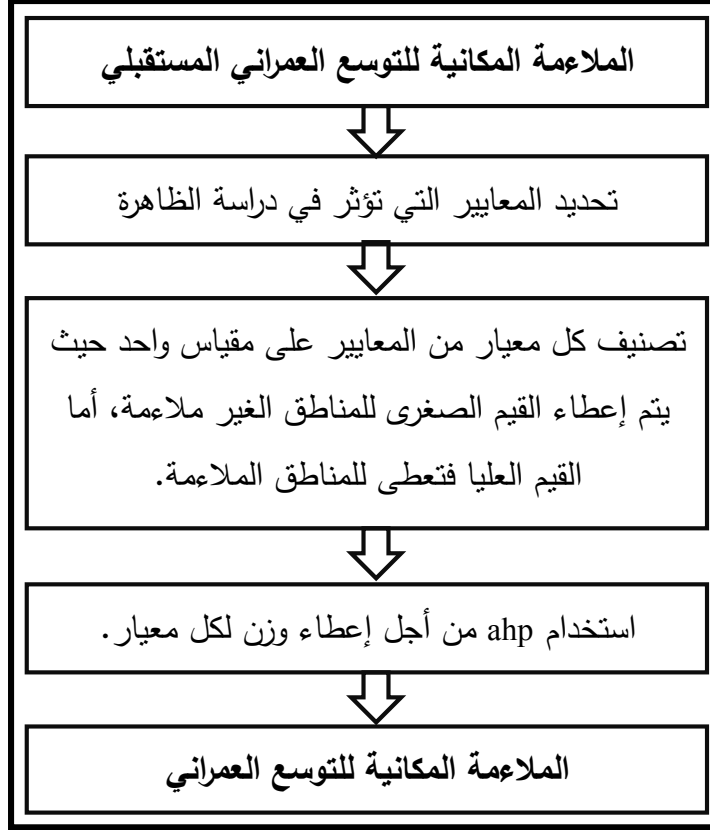 الملاءمة المكانية للتوسع العمراني المستقبلي
تحديد المعايير التي تؤثر في دراسة الظاهرة
تصنيف كل معيار من المعايير على مقياس واحد حيث
يتم إعطاء القيم الصغرى للمناطق الغير ملاءمة، أما
القيم العليا فتعطى للمناطق الملاءمة.
استخدام ahp من أجل إعطاء وزن لكل معيار.
الملاءمة المكانية للتوسع العمراني